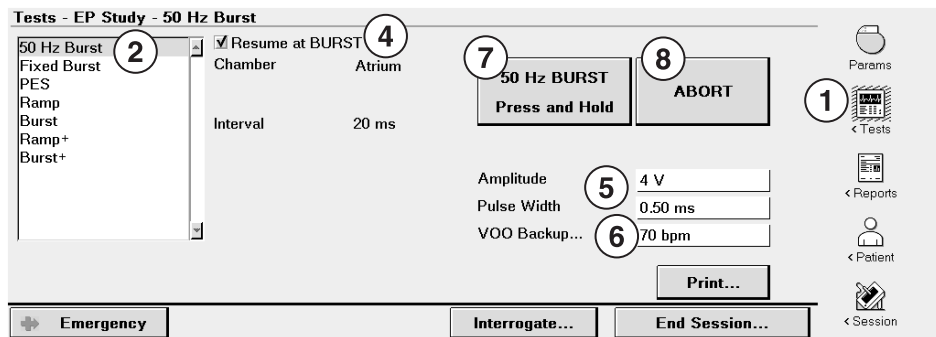 Tests - EP Study - 50 Hz Burst
50 Hz Burst
Fixed Burst
PES
Ramp
Burst
Ramp+
Burst+
2
Resume at BURST
4
Chamber Atrium
Interval 20 ms
7
50 Hz BURST
Press and Hold
8
ABORT
Amplitude 5 4 V
Pulse Width 0.50 ms
VOO Backup... 6 70 bpm
Print...
Emergency
Interrogate...
End Session...
Params
1
< Tests
< Reports
< Patient
< Session